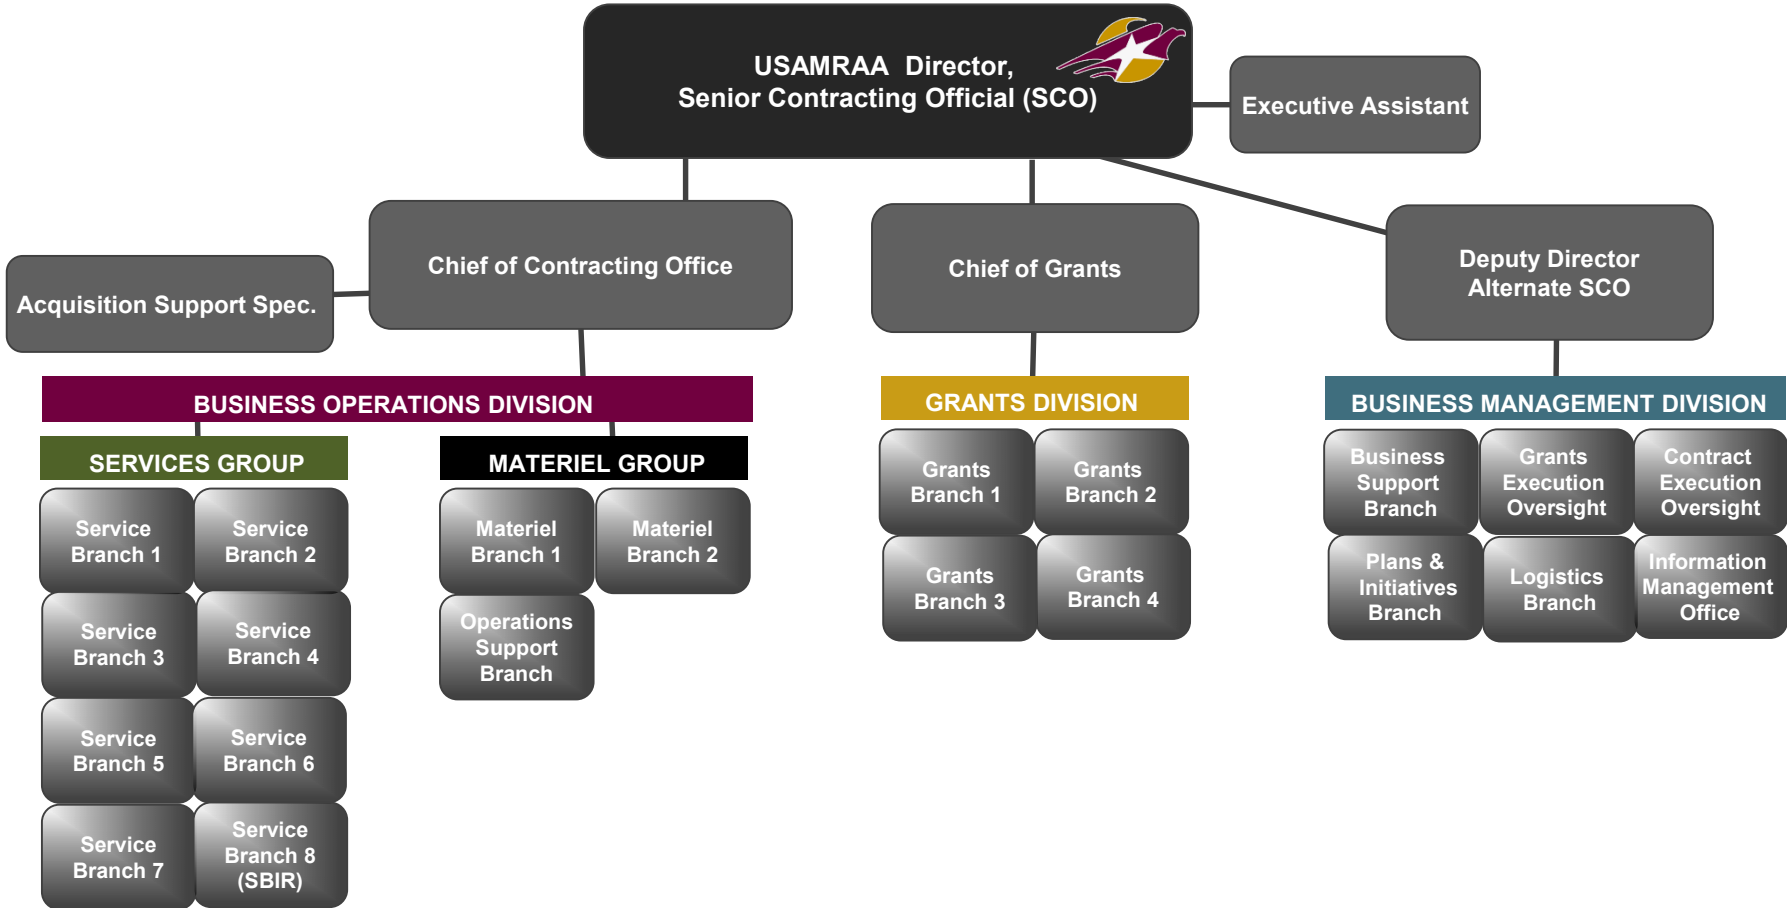 USAMRAA  Director,
Senior Contracting Official (SCO)
Executive Assistant
Chief of Contracting Office
Acquisition Support Spec.
Chief of Grants
Deputy Director
Alternate SCO
BUSINESS OPERATIONS DIVISION
SERVICES GROUP
Service
Branch 1
Service
Branch 2
Service
Branch 3
Service
Branch 4
Service
Branch 5
Service
Branch 6
Service
Branch 7
Service
Branch 8
(SBIR)
MATERIEL GROUP
Materiel
Branch 1
Materiel
Branch 2
Operations
Support
Branch
GRANTS DIVISION
Grants
Branch 1
Grants
Branch 2
Grants
Branch 3
Grants
Branch 4
BUSINESS MANAGEMENT DIVISION
Business
Support
Branch
Grants
Execution
Oversight
Contract
Execution
Oversight
Plans &
Initiatives
Branch
Logistics
Branch
Information
Management
Office